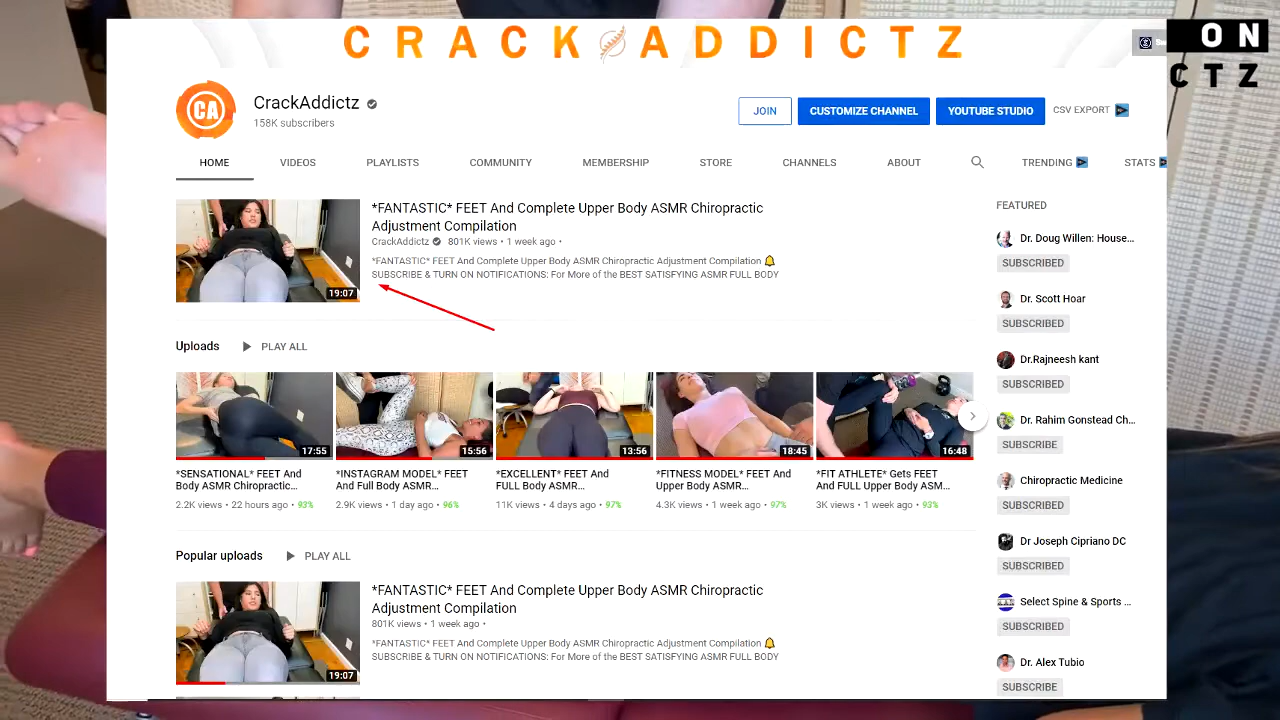 CRACK ADDICTZ
ON
CTZ
CA
CrackAddictz
158K subscribers
JOIN
CUSTOMIZE CHANNEL
YOUTUBE STUDIO
CSV EXPORT
HOME
VIDEOS
PLAYLISTS
COMMUNITY
MEMBERSHIP
STORE
CHANNELS
ABOUT
TRENDING
STATS
*FANTASTIC* FEET And Complete Upper Body ASMR Chiropractic
Adjustment Compilation
CrackAddictz 801K views • 1 week ago •
*FANTASTIC* FEET And Complete Upper Body ASMR Chiropractic Adjustment Compilation 🔔
SUBSCRIBE & TURN ON NOTIFICATIONS: For More of the BEST SATISFYING ASMR FULL BODY
19:07
Uploads
PLAY ALL
17:55
*SENSATIONAL* FEET And
Body ASMR Chiropractic...
2.2K views • 22 hours ago • 93%
15:56
*INSTAGRAM MODEL* FEET
And Full Body ASMR...
2.9K views • 1 day ago • 96%
13:56
*EXCELLENT* FEET And
FULL Body ASMR...
11K views • 4 days ago • 97%
18:45
*FITNESS MODEL* FEET And
Upper Body ASMR...
4.3K views • 1 week ago • 97%
16:48
*FIT ATHLETE* Gets FEET
And FULL Upper Body ASM...
3K views • 1 week ago • 93%
Popular uploads
PLAY ALL
*FANTASTIC* FEET And Complete Upper Body ASMR Chiropractic
Adjustment Compilation
801K views • 1 week ago •
*FANTASTIC* FEET And Complete Upper Body ASMR Chiropractic Adjustment Compilation 🔔
SUBSCRIBE & TURN ON NOTIFICATIONS: For More of the BEST SATISFYING ASMR FULL BODY
19:07
FEATURED
Dr. Doug Willen: House...
SUBSCRIBED
Dr. Scott Hoar
SUBSCRIBED
Dr.Rajneesh kant
SUBSCRIBED
Dr. Rahim Gonstead Ch...
SUBSCRIBE
Chiropractic Medicine
SUBSCRIBED
Dr Joseph Cipriano DC
SUBSCRIBED
Select Spine & Sports ...
SUBSCRIBED
Dr. Alex Tubio
SUBSCRIBE